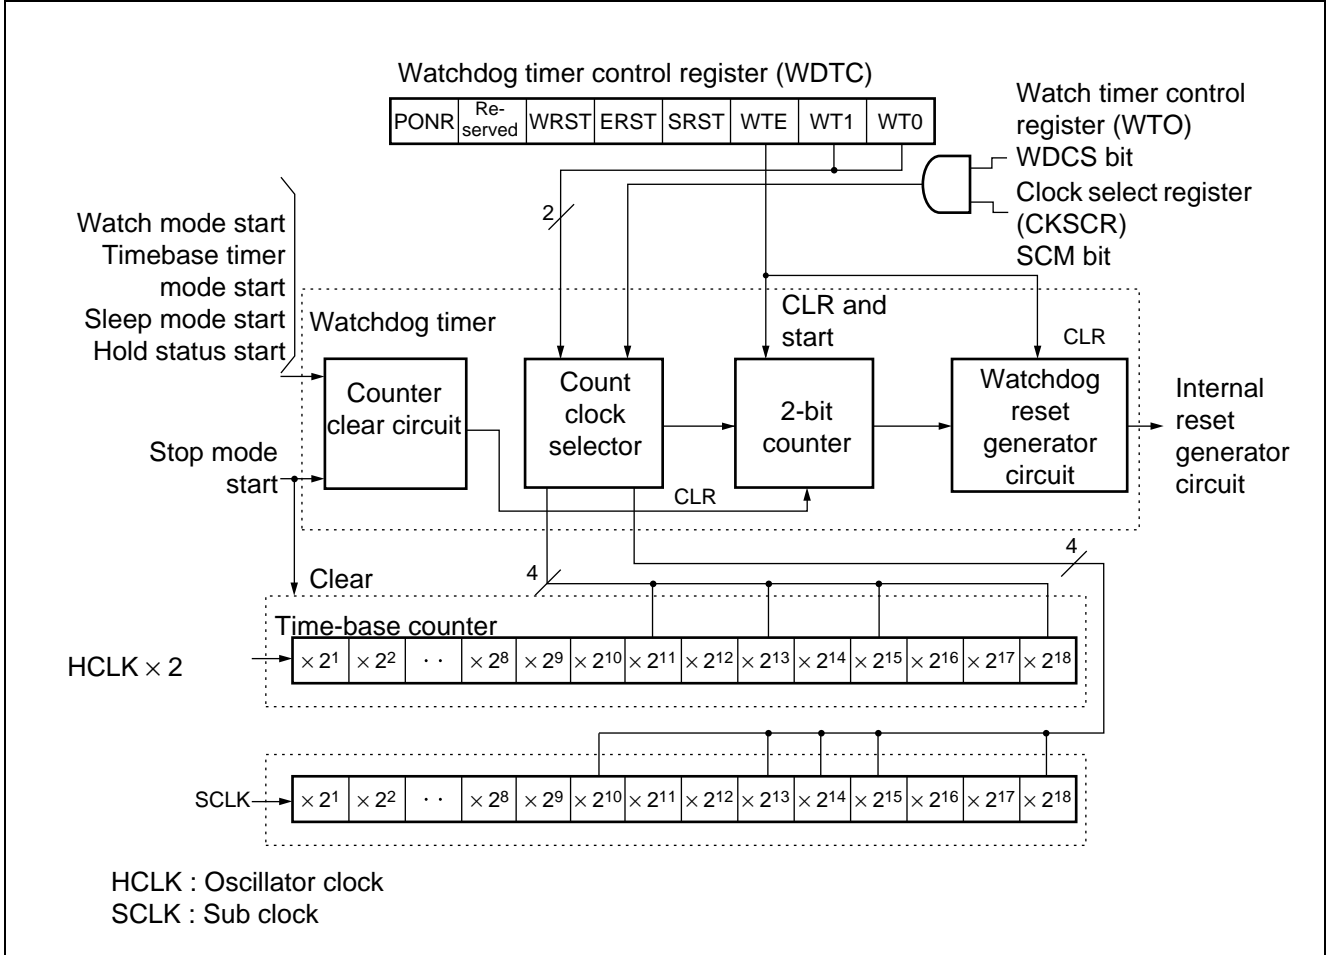 Watchdog timer control register (WDTC)
PONR Re-served WRST ERST SRST WTE WT1 WT0
Watch timer control
register (WTO)
WDCS bit
Clock select register
(CKSCR)
SCM bit
2
Watch mode start
Timebase timer
mode start
Sleep mode start
Hold status start
Stop mode
start
Watchdog timer
CLR and
start
CLR
Counter
clear circuit
Count
clock
selector
2-bit
counter
Watchdog
reset
generator
circuit
Internal
reset
generator
circuit
CLR
4
4
Clear
Time-base counter
HCLK × 2
× 2¹ × 2² ·· × 2⁸ × 2⁹ × 2¹⁰ × 2¹¹ × 2¹² × 2¹³ × 2¹⁴ × 2¹⁵ × 2¹⁶ × 2¹⁷ × 2¹⁸
SCLK
× 2¹ × 2² ·· × 2⁸ × 2⁹ × 2¹⁰ × 2¹¹ × 2¹² × 2¹³ × 2¹⁴ × 2¹⁵ × 2¹⁶ × 2¹⁷ × 2¹⁸
HCLK : Oscillator clock
SCLK : Sub clock